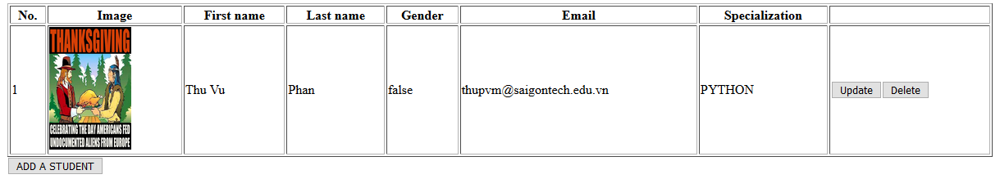 No. Image First name Last name Gender Email Specialization
THANKSGIVING
CELEBRATING THE DAY AMERICANS FED
UNDOCUMENTED ALIENS FROM EUROPE
1 Thu Vu Phan false thupvm@saigontech.edu.vn PYTHON Update Delete
ADD A STUDENT